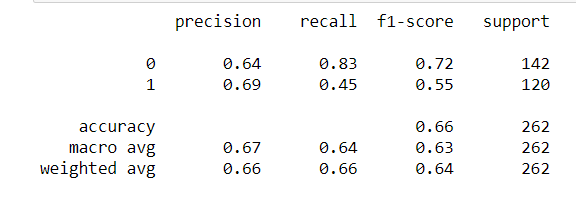 precision recall f1-score support
0 0.64 0.83 0.72 142
1 0.69 0.45 0.55 120
accuracy 0.66 262
macro avg 0.67 0.64 0.63 262
weighted avg 0.66 0.66 0.64 262